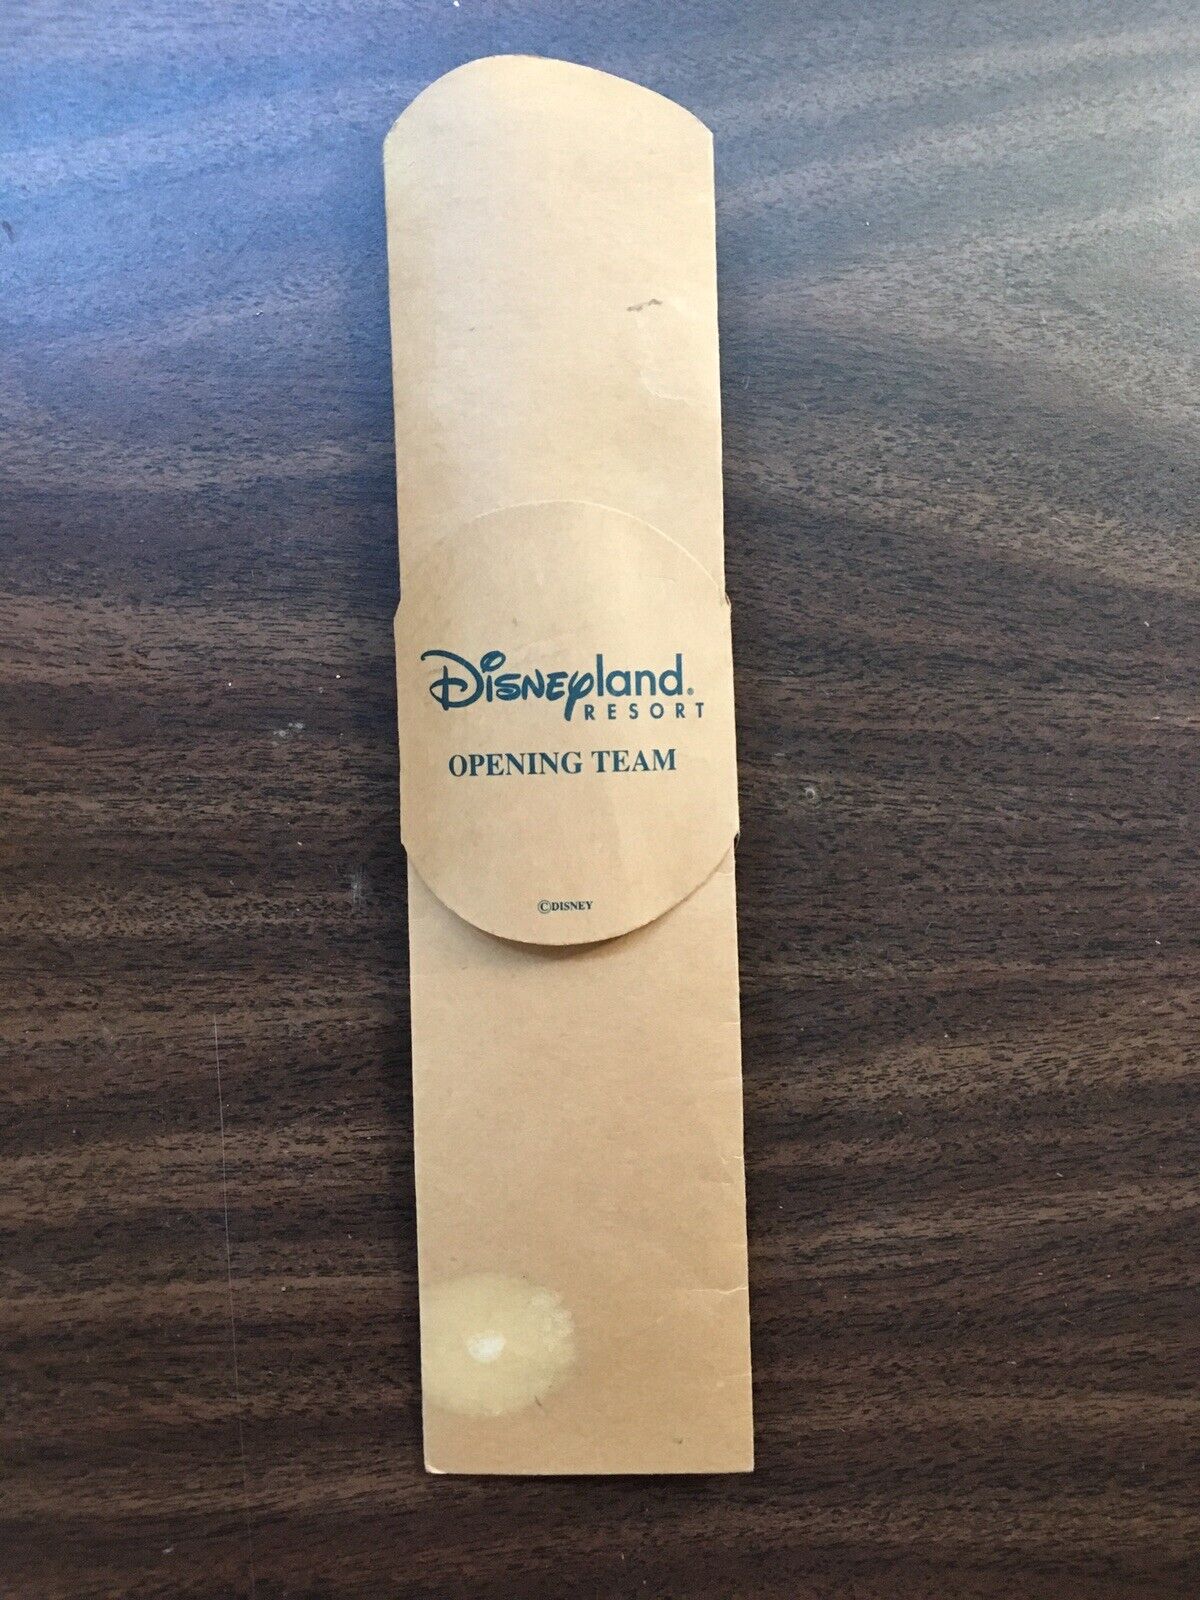 Disneyland®
RESORT
OPENING TEAM
©DISNEY